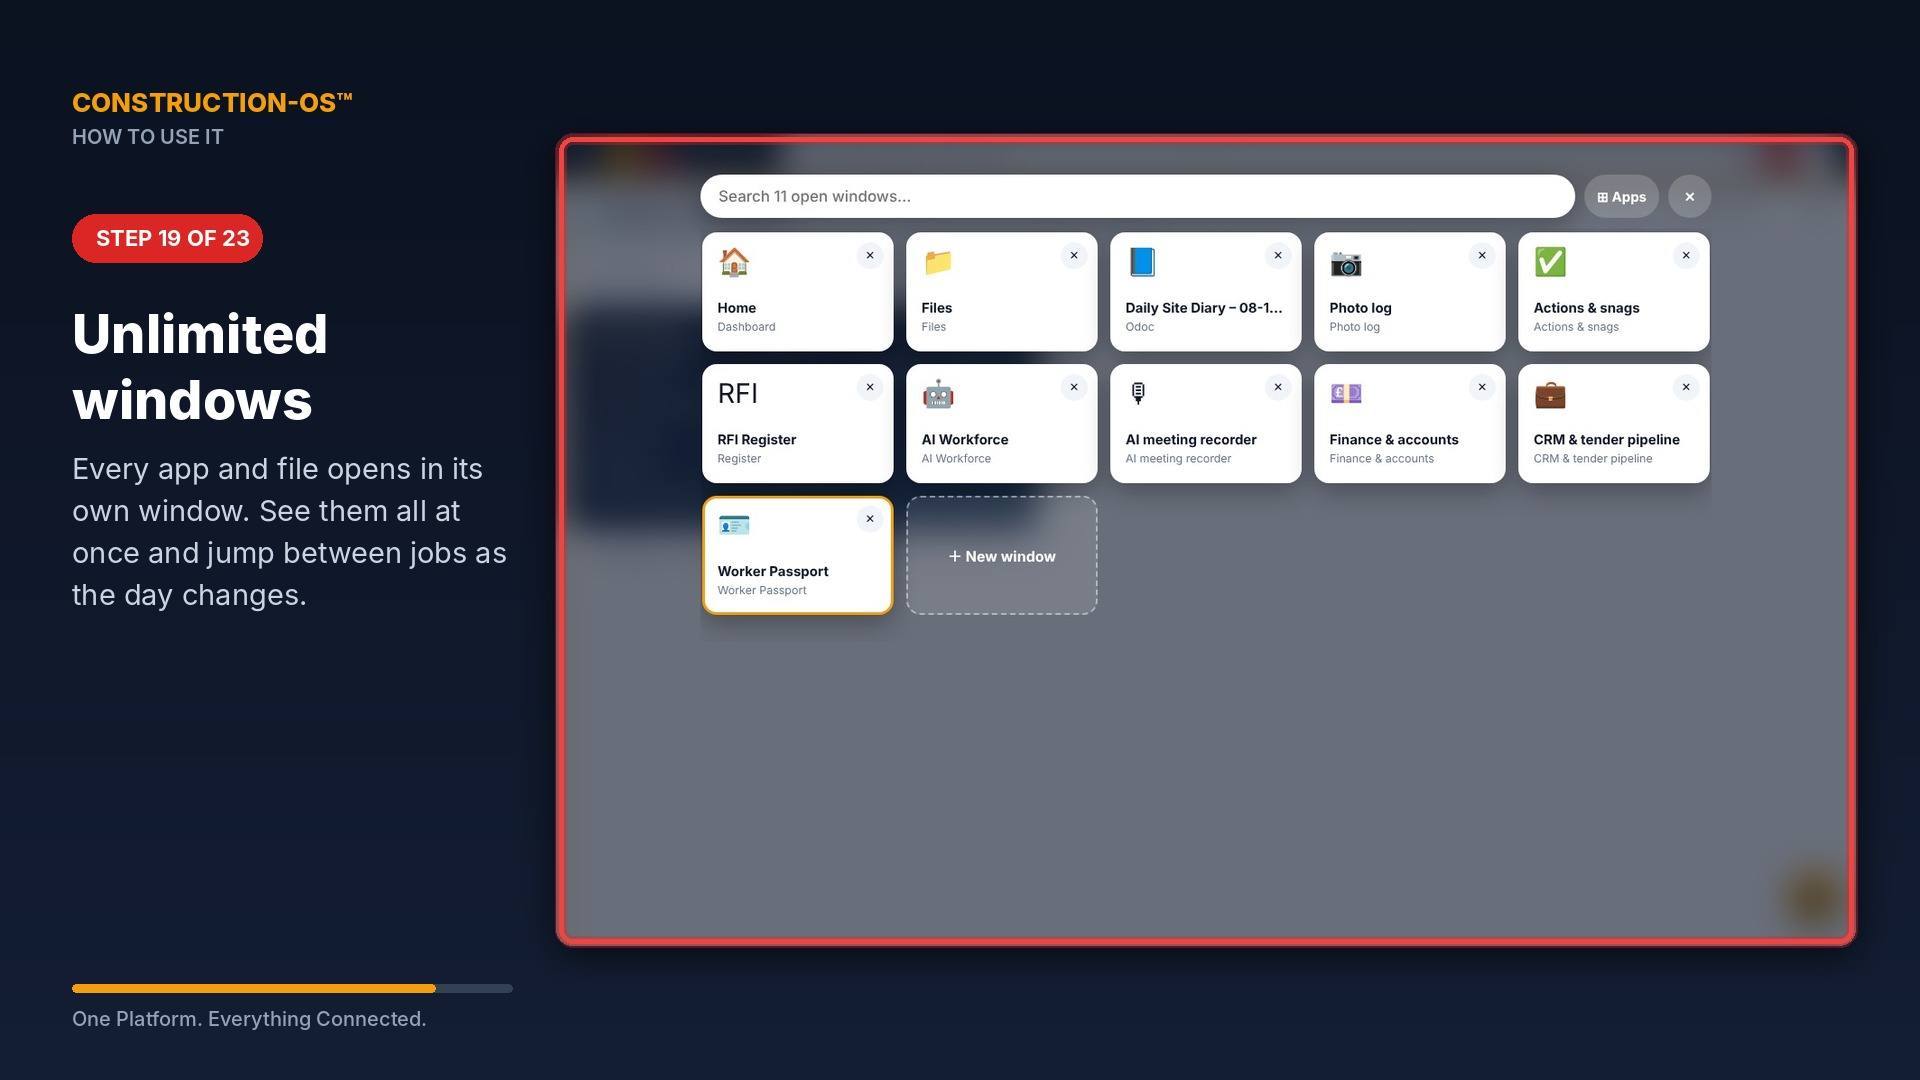 CONSTRUCTION-OS™
HOW TO USE IT
STEP 19 OF 23
Unlimited
windows
Every app and file opens in its
own window. See them all at
once and jump between jobs as
the day changes.
One Platform. Everything Connected.
Search 11 open windows...
⊞ Apps
×
×
Home
Dashboard
×
Files
Files
×
Daily Site Diary – 08-1...
Odoc
×
Photo log
Photo log
×
Actions & snags
Actions & snags
RFI
×
RFI Register
Register
×
AI Workforce
AI Workforce
×
AI meeting recorder
AI meeting recorder
×
Finance & accounts
Finance & accounts
×
CRM & tender pipeline
CRM & tender pipeline
×
Worker Passport
Worker Passport
+ New window